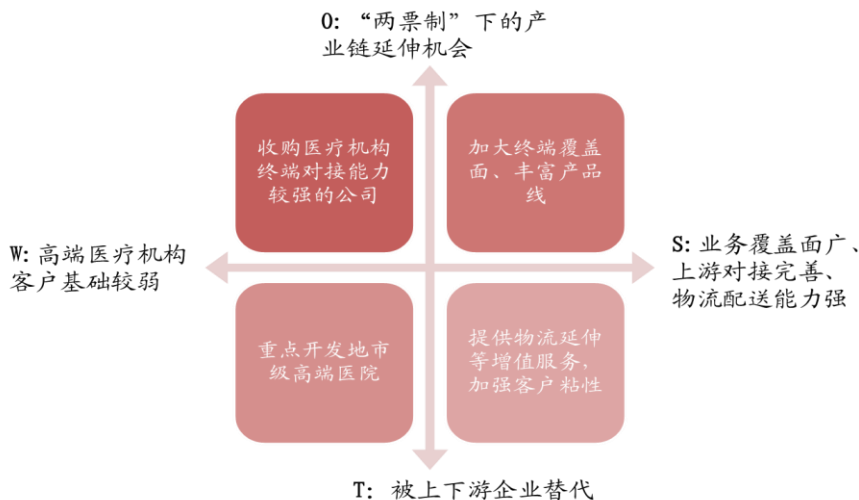 O: “两票制”下的产
业链延伸机会
收购医疗机构
终端对接能力
较强的公司
加大终端覆盖
面、丰富产品
线
W: 高端医疗机构
客户基础较弱
S: 业务覆盖面广、
上游对接完善、
物流配送能力强
重点开发地市
级高端医院
提供物流延伸
等增值服务，
加强客户粘性
T: 被上下游企业替代